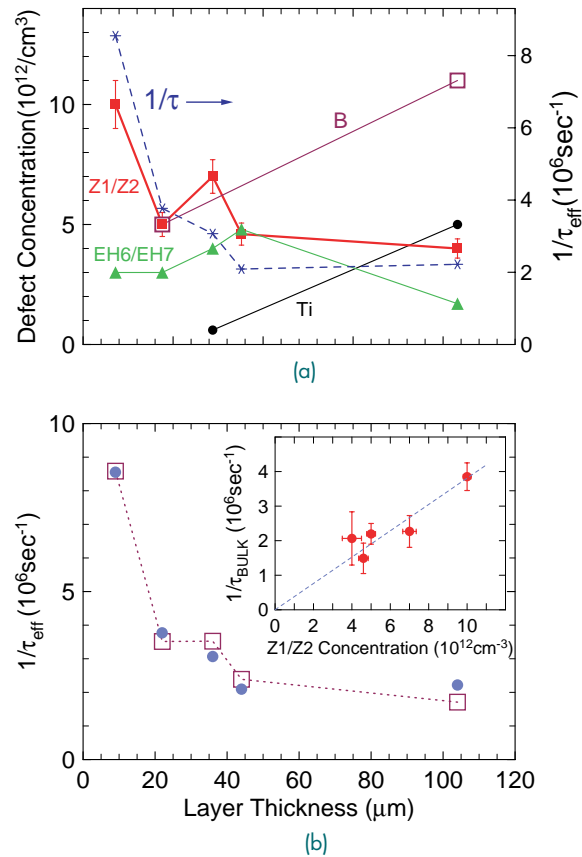 Defect Concentration(10¹²/cm³)
10
5
0
1/τ
B
Z1/Z2
EH6/EH7
Ti
8
6
4
2
0
1/τeff(10⁶sec⁻¹)
(a)
1/τeff (10⁶sec⁻¹)
10
5
0
1/τBULK (10⁶sec⁻¹)
4
3
2
1
0
0 2 4 6 8 10
Z1/Z2 Concentration (10¹²cm⁻³)
0 20 40 60 80 100 120
Layer Thickness (μm)
(b)